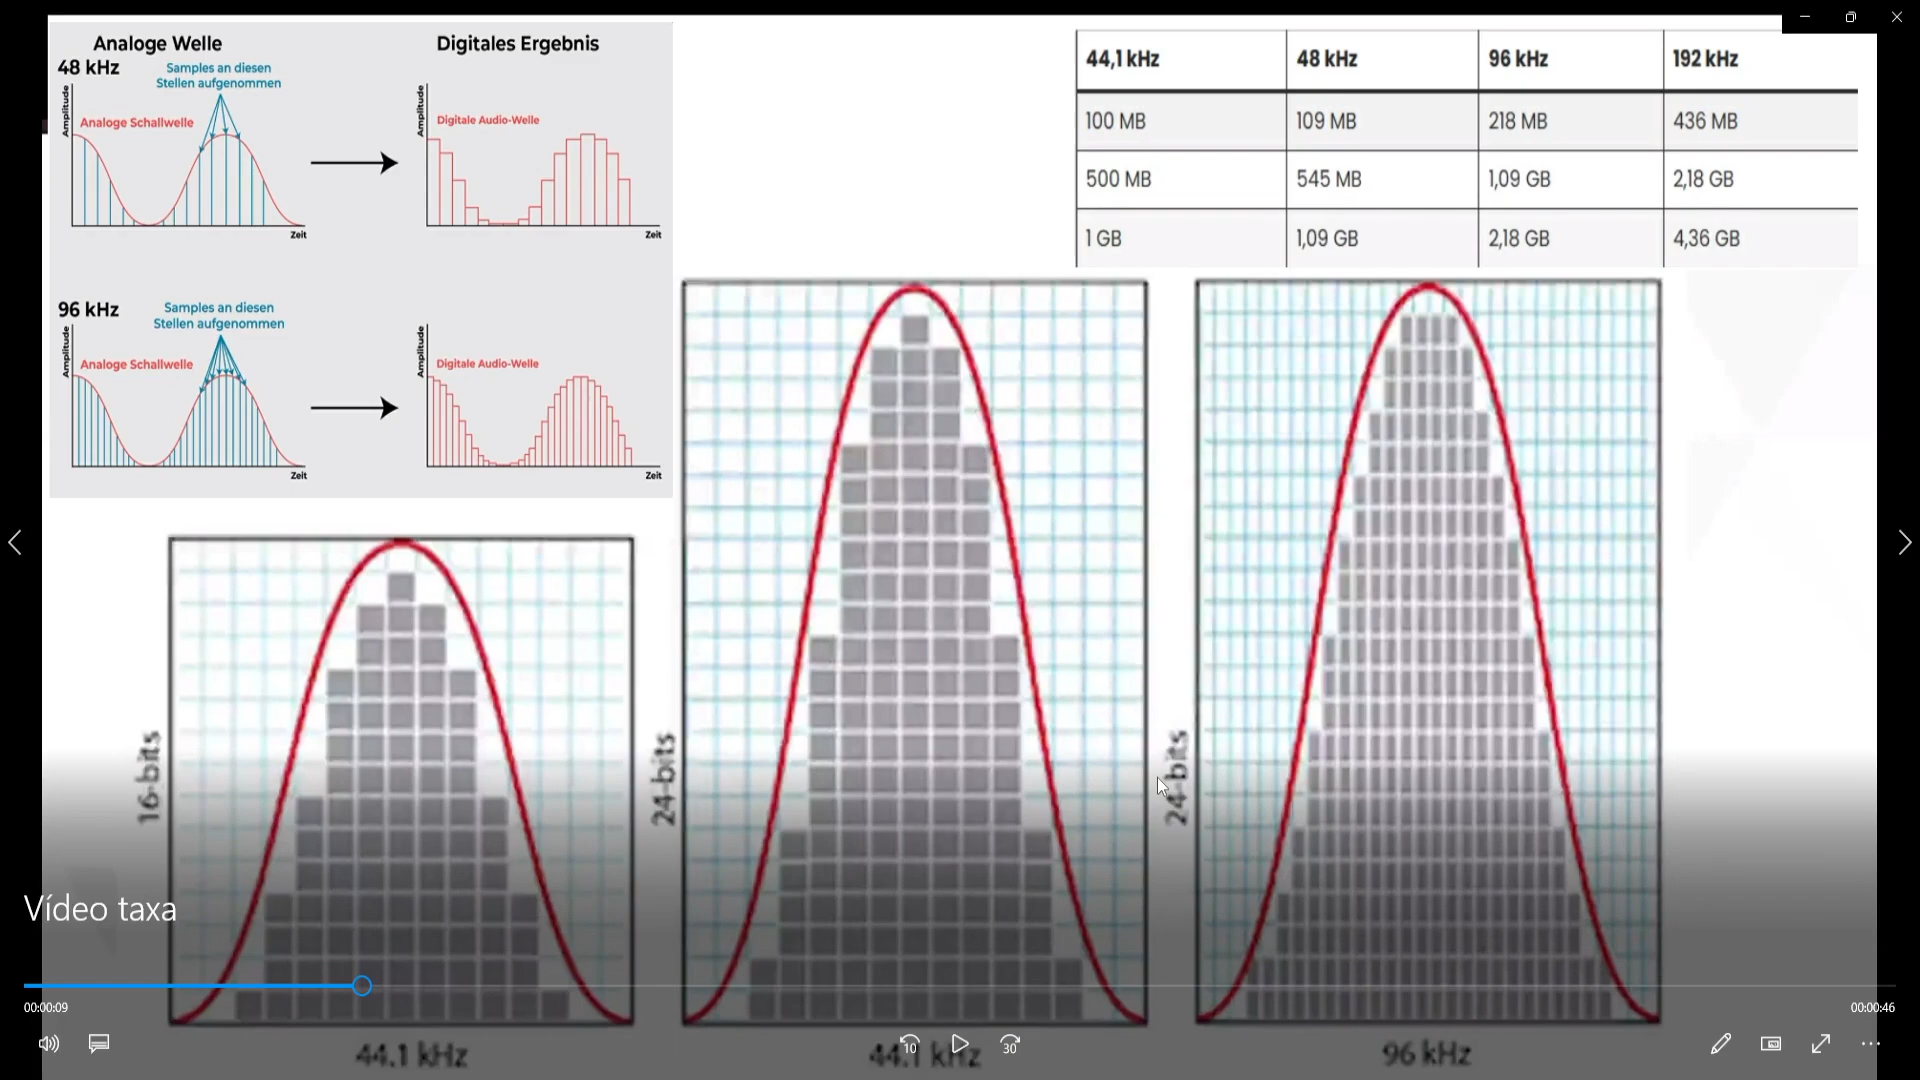 Analoge Welle
Digitales Ergebnis
48 kHz
Samples an diesen
Stellen aufgenommen
Amplitude
Analoge Schallwelle
Zeit
Amplitude
Digitale Audio-Welle
Zeit
96 kHz
Samples an diesen
Stellen aufgenommen
Amplitude
Analoge Schallwelle
Zeit
Amplitude
Digitale Audio-Welle
Zeit
44,1 kHz 48 kHz 96 kHz 192 kHz
100 MB 109 MB 218 MB 436 MB
500 MB 545 MB 1,09 GB 2,18 GB
1 GB 1,09 GB 2,18 GB 4,36 GB
16-bits
24-bits
24-bits
Vídeo taxa
00:00:09
00:00:46
10
30
44.1 kHz
44.1 kHz
96 kHz